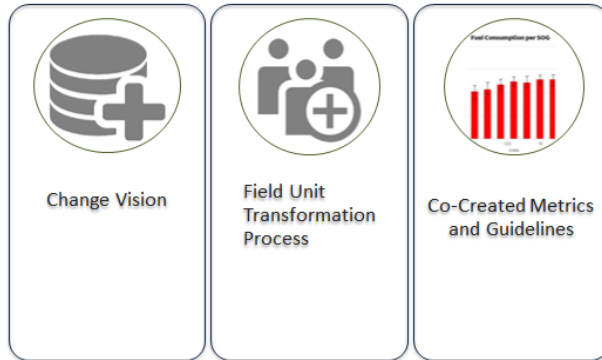 Fuel Consumption per SOG
Change Vision
Field Unit
Transformation
Process
Co-Created Metrics
and Guidelines